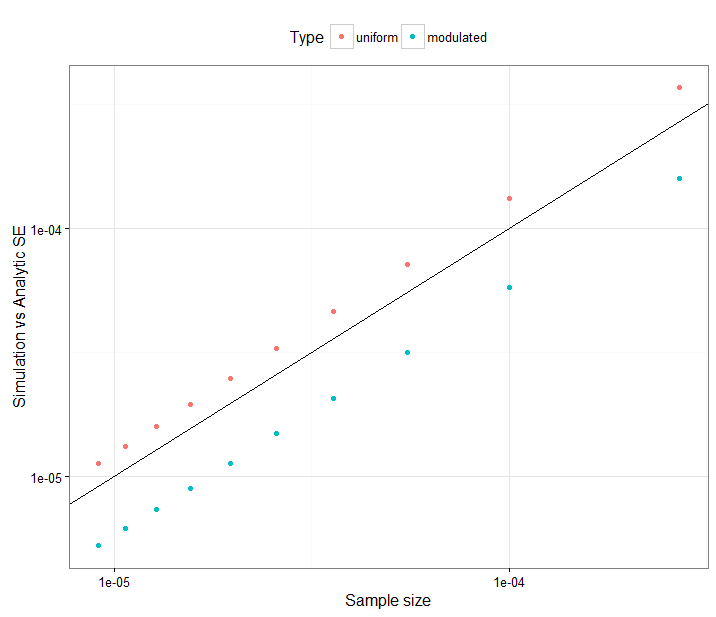 Type uniform modulated
Simulation vs Analytic SE
1e-04
1e-05
1e-05 1e-04
Sample size